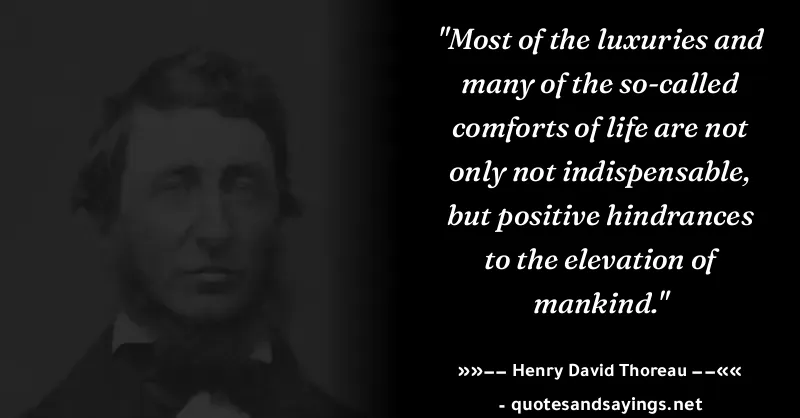 "Most of the luxuries and
many of the so-called
comforts of life are not
only not indispensable,
but positive hindrances
to the elevation of
mankind."
»»−− Henry David Thoreau −−««
- quotesandsayings.net